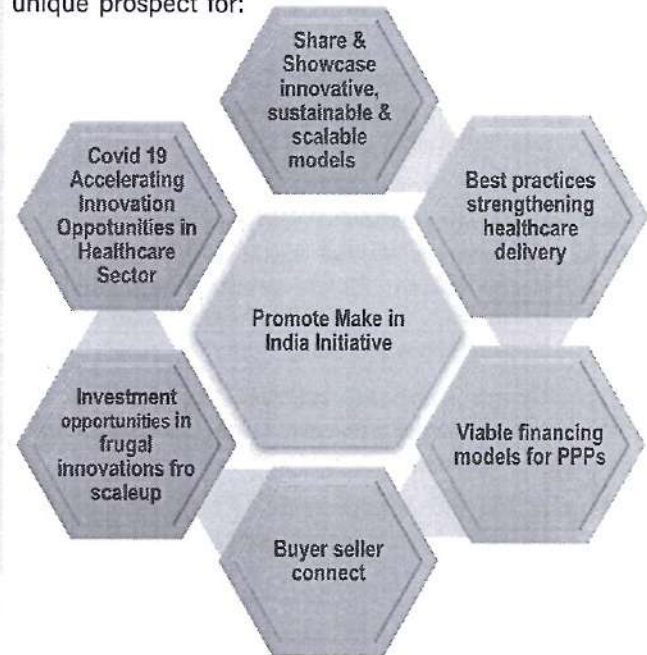 unique prospect for:
Share &
Showcase
innovative,
sustainable &
scalable
models
Best practices
strengthening
healthcare
delivery
Viable financing
models for PPPs
Buyer seller
connect
Investment
opportunities in
frugal
innovations fro
scaleup
Covid 19
Accelerating
Innovation
Oppotunities in
Healthcare
Sector
Promote Make in
India Initiative